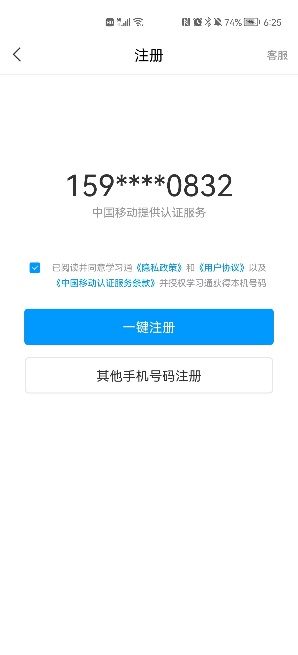 74% 6:25
注册 客服
159****0832
中国移动提供认证服务
已阅读并同意学习通《隐私政策》和《用户协议》以及
《中国移动认证服务条款》并授权学习通获得本机号码
一键注册
其他手机号码注册